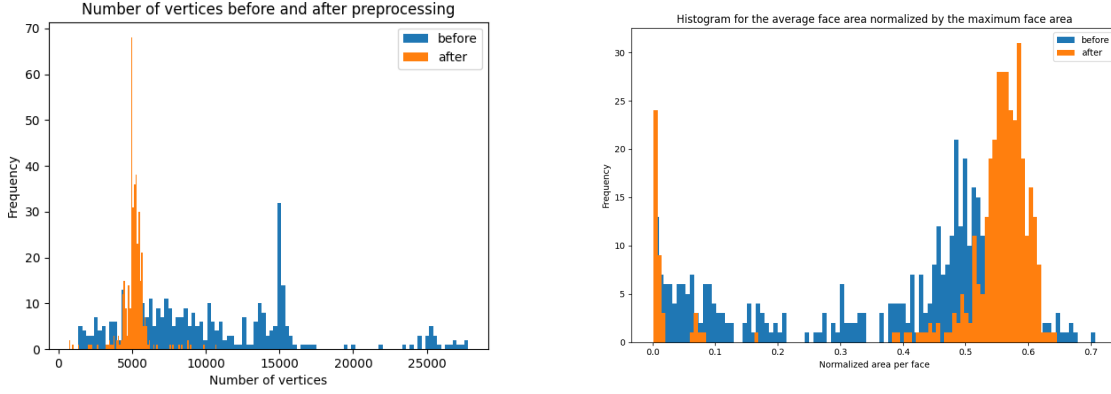 Number of vertices before and after preprocessing
before
after
70
60
50
40
30
20
10
0
Frequency
0
5000
10000
15000
20000
25000
Number of vertices
Histogram for the average face area normalized by the maximum face area
before
after
30
25
20
15
10
5
0
Frequency
0.0
0.1
0.2
0.3
0.4
0.5
0.6
0.7
Normalized area per face